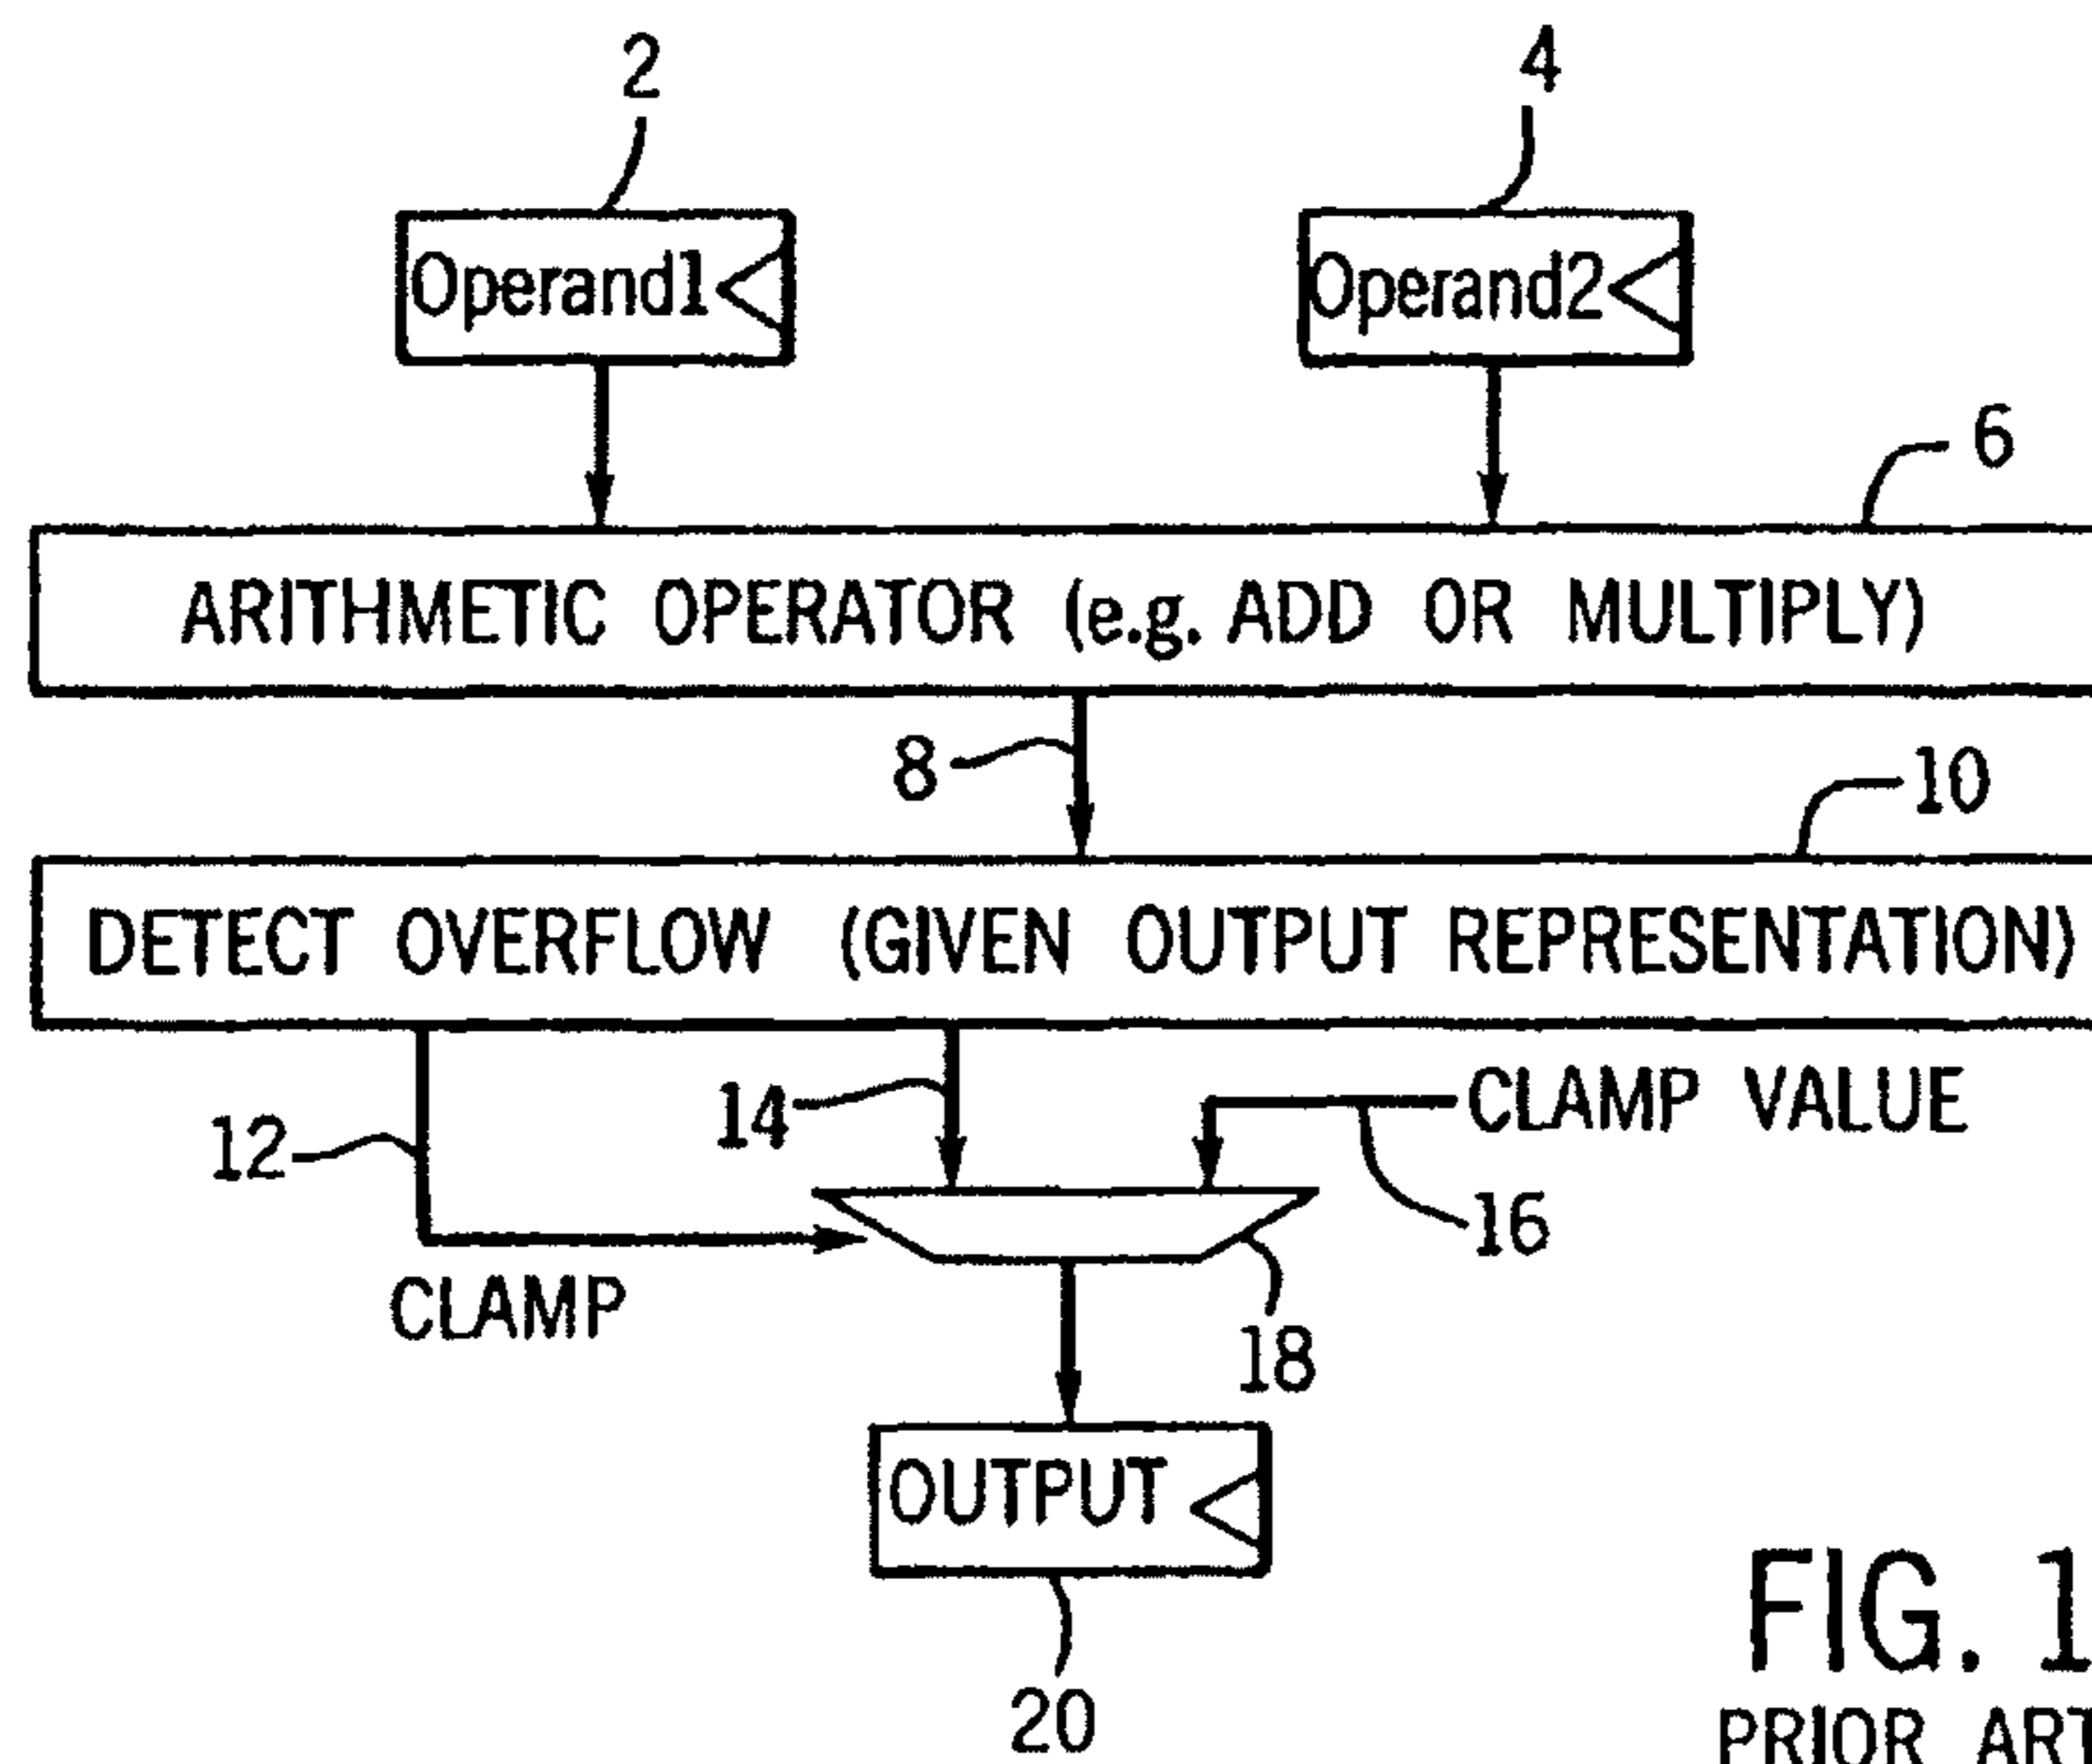 2
4
Operand1
Operand2
6
ARITHMETIC OPERATOR (e.g. ADD OR MULTIPLY)
8
10
DETECT OVERFLOW (GIVEN OUTPUT REPRESENTATION)
12
14
CLAMP VALUE
16
CLAMP
18
OUTPUT
20
FIG. 1
PRIOR ART